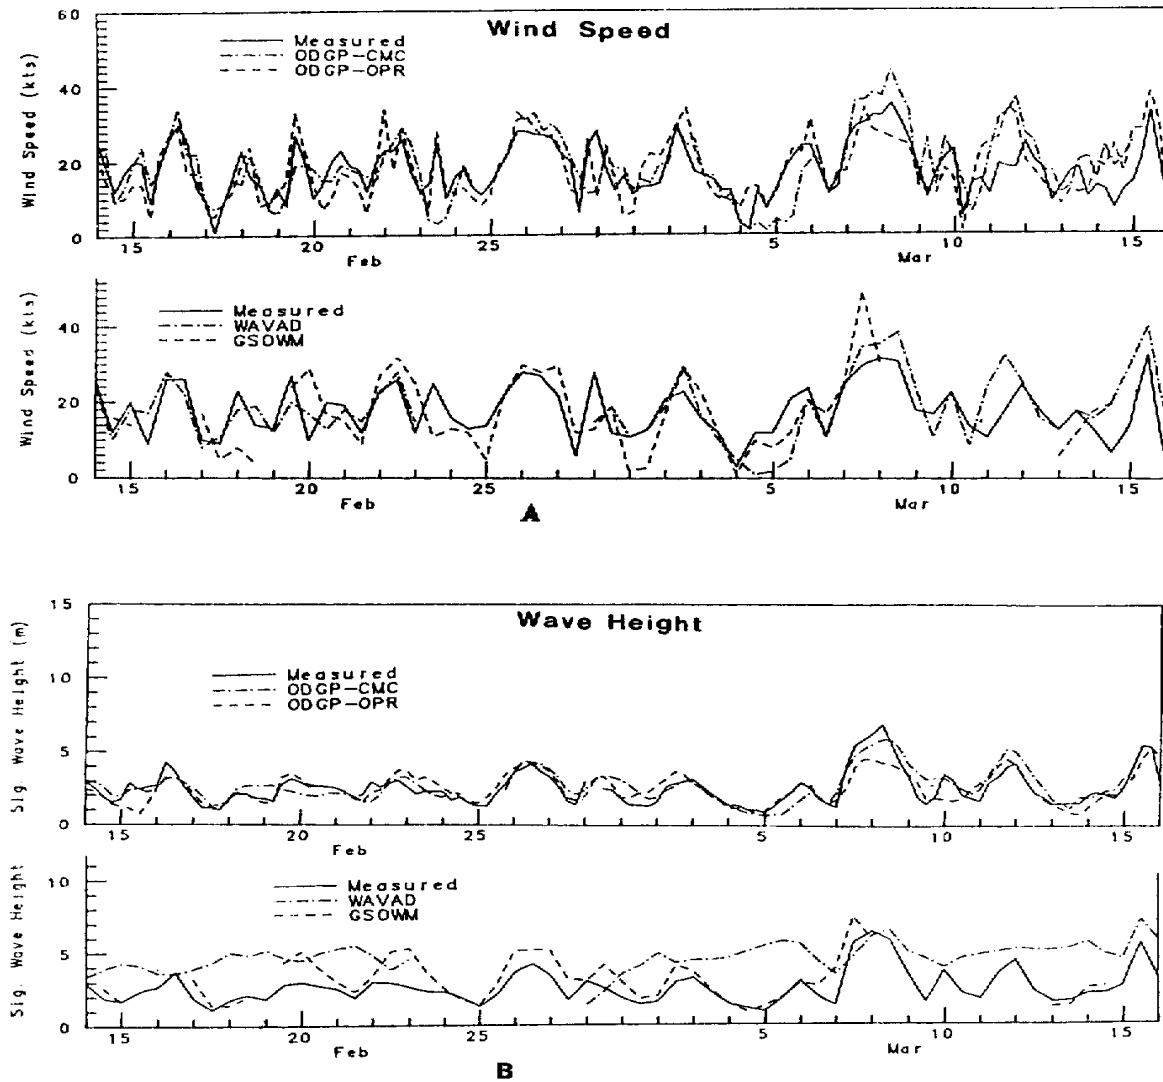 Wind Speed
Measured
ODGP-CMC
ODGP-OPR
Wind Speed (kts)
60
40
20
0
15
20
25
5
10
15
Feb
Mar
Measured
WAVAD
GSOWM
Wind Speed (kts)
40
20
0
15
20
25
5
10
15
Feb
Mar
A
Wave Height
Measured
ODGP-CMC
ODGP-OPR
Sig. Wave Height (m)
15
10
5
0
15
20
25
5
10
15
Feb
Mar
Measured
WAVAD
GSOWM
Sig. Wave Height
10
5
0
15
20
25
5
10
15
Feb
Mar
B